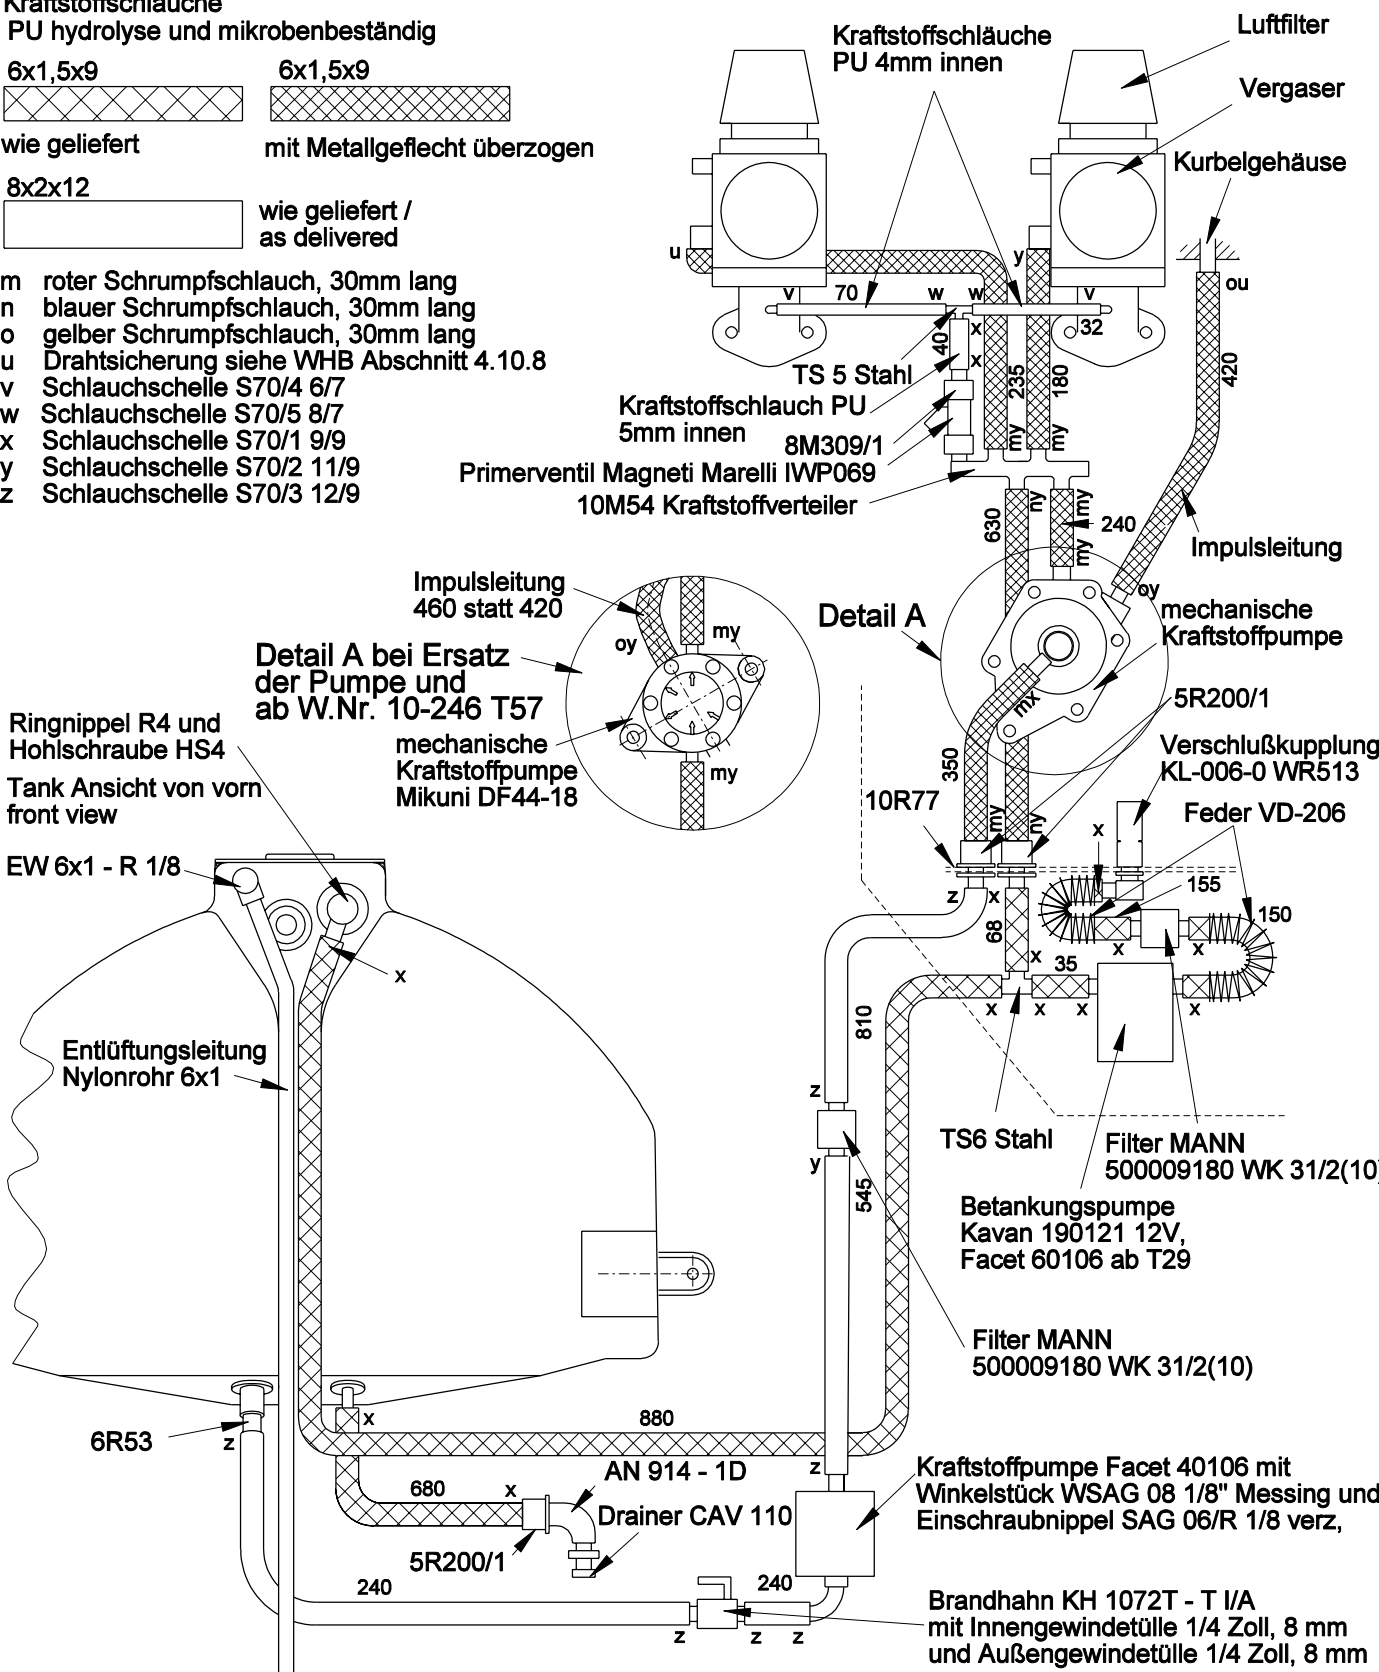 Kraftstoffschläuche
PU hydrolyse und mikrobenbeständig
6x1,5x9
6x1,5x9
wie geliefert
mit Metallgeflecht überzogen
8x2x12
wie geliefert /
as delivered
m roter Schrumpfschlauch, 30mm lang
n blauer Schrumpfschlauch, 30mm lang
o gelber Schrumpfschlauch, 30mm lang
u Drahtsicherung siehe WHB Abschnitt 4.10.8
v Schlauchschelle S70/4 6/7
w Schlauchschelle S70/5 8/7
x Schlauchschelle S70/1 9/9
y Schlauchschelle S70/2 11/9
z Schlauchschelle S70/3 12/9
Kraftstoffschläuche
PU 4mm innen
Luftfilter
Vergaser
Kurbelgehäuse
u
y
ou
v
70
w
w
v
x
32
40
x
235
180
420
TS 5 Stahl
Kraftstoffschlauch PU
5mm innen
my
my
8M309/1
Primerventil Magneti Marelli IWP069
10M54 Kraftstoffverteiler
630
ny
my
240
my
Impulsleitung
oy
mechanische
Kraftstoffpumpe
Detail A
mx
Impulsleitung
460 statt 420
oy
my
my
Detail A bei Ersatz
der Pumpe und
ab W.Nr. 10-246 T57
mechanische
Kraftstoffpumpe
Mikuni DF44-18
5R200/1
Verschlußkupplung
KL-006-0 WR513
350
10R77
my
ny
x
Feder VD-206
155
150
Ringnippel R4 und
Hohlschraube HS4
Tank Ansicht von vorn
front view
EW 6x1 - R 1/8
x
z
x
68
x
x
x
35
x
x
x
x
810
Entlüftungsleitung
Nylonrohr 6x1
z
y
545
TS6 Stahl
Filter MANN
500009180 WK 31/2(10)
Betankungspumpe
Kavan 190121 12V,
Facet 60106 ab T29
Filter MANN
500009180 WK 31/2(10)
6R53
z
x
880
z
680
x
AN 914 - 1D
Drainer CAV 110
5R200/1
Kraftstoffpumpe Facet 40106 mit
Winkelstück WSAG 08 1/8" Messing und
Einschraubnippel SAG 06/R 1/8 verz,
240
240
z
z
z
Brandhahn KH 1072T - T I/A
mit Innengewindetülle 1/4 Zoll, 8 mm
und Außengewindetülle 1/4 Zoll, 8 mm